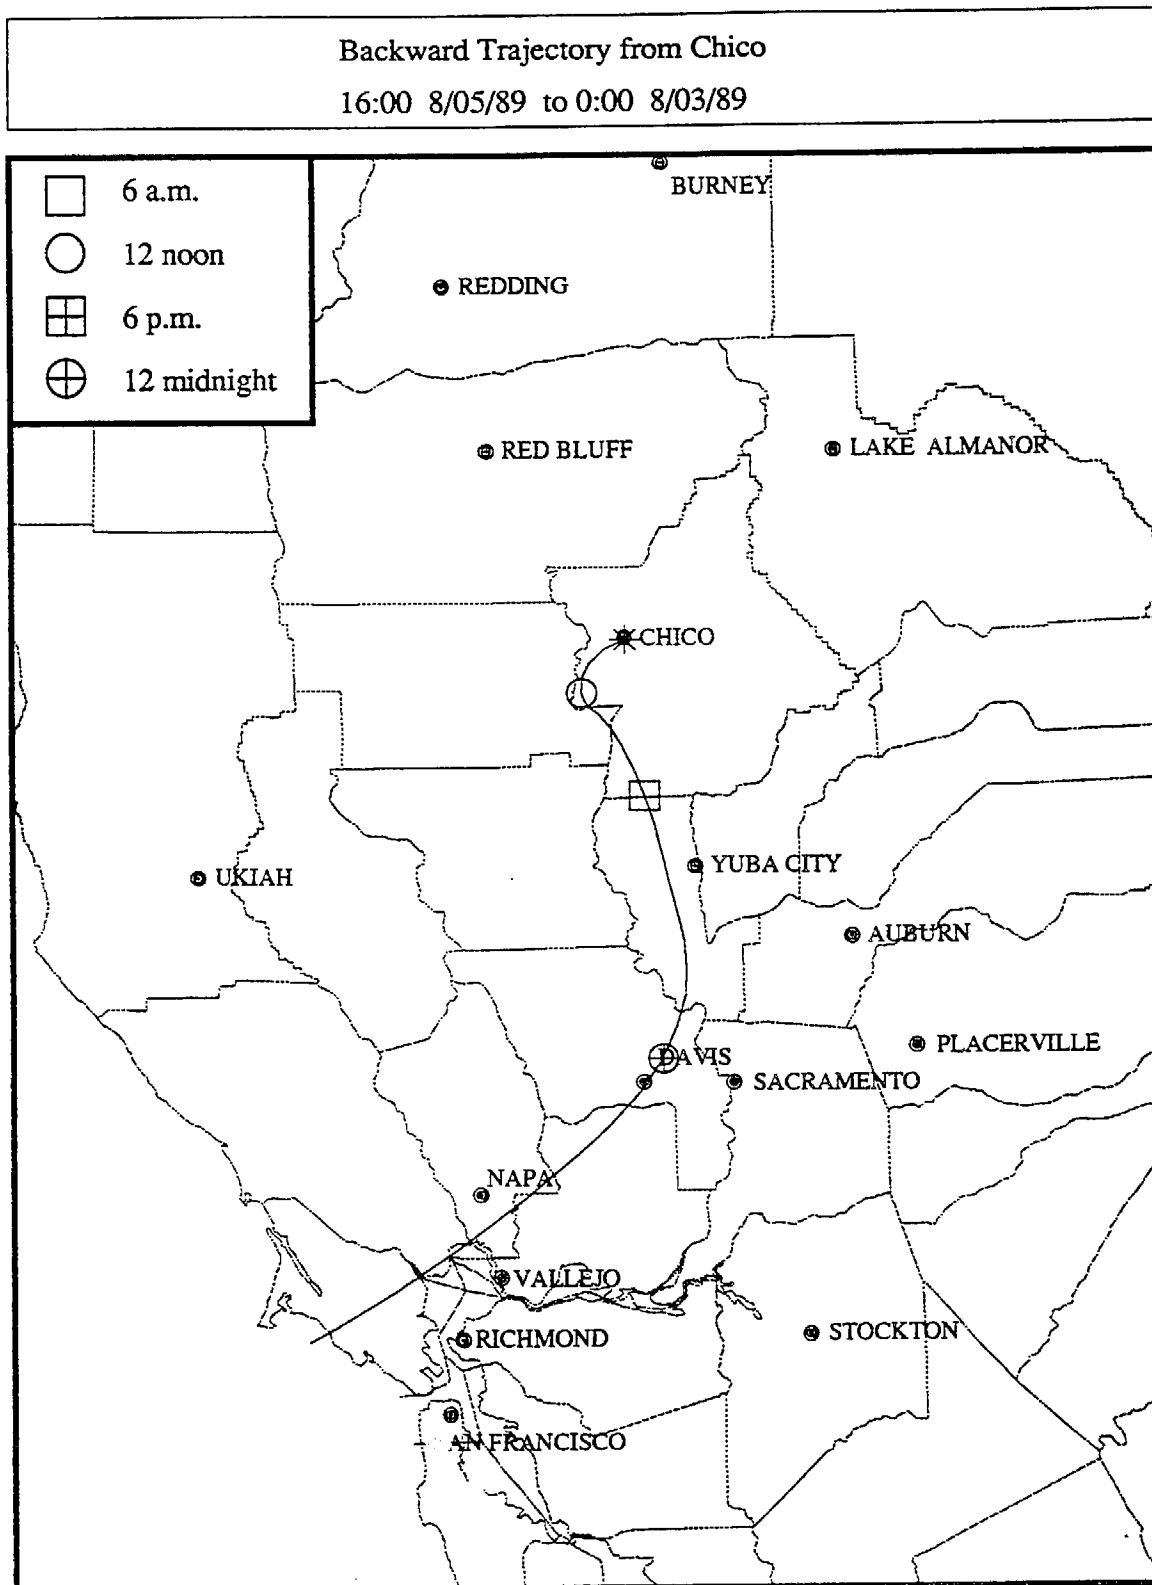 Backward Trajectory from Chico
16:00 8/05/89 to 0:00 8/03/89
6 a.m.
12 noon
6 p.m.
12 midnight
BURNEY
REDDING
RED BLUFF
LAKE ALMANOR
CHICO
YUBA CITY
UKIAH
AUBURN
DAVIS
PLACERVILLE
SACRAMENTO
NAPA
VALLEJO
RICHMOND
STOCKTON
AN FRANCISCO